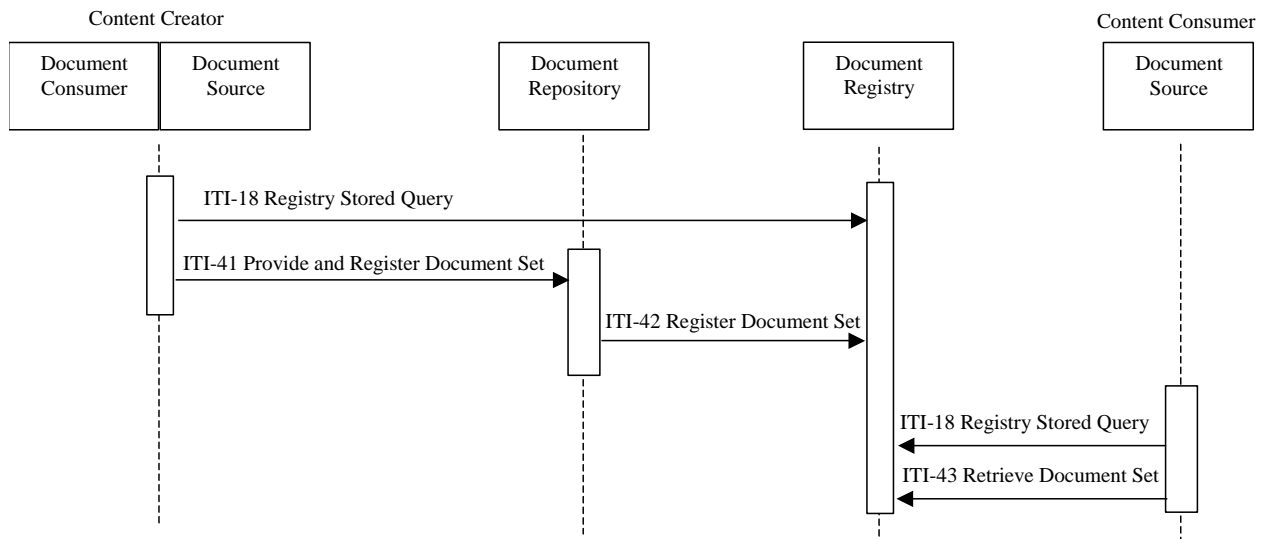 Content Creator
Content Consumer
Document
Consumer
Document
Source
Document
Repository
Document
Registry
Document
Source
ITI-18 Registry Stored Query
ITI-41 Provide and Register Document Set
ITI-42 Register Document Set
ITI-18 Registry Stored Query
ITI-43 Retrieve Document Set